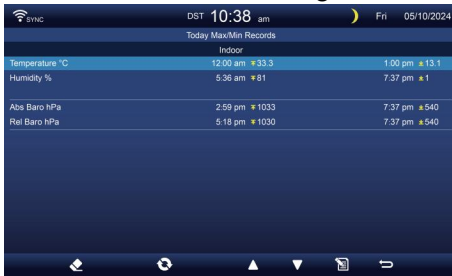 SYNC DST 10:38 am Fri 05/10/2024
Today Max/Min Records
Indoor
Temperature °C 12:00 am 33.3 1:00 pm 13.1
Humidity % 5:36 am 81 7:37 pm 1
Abs Baro hPa 2:59 pm 1033 7:37 pm 540
Rel Baro hPa 5:18 pm 1030 7:37 pm 540